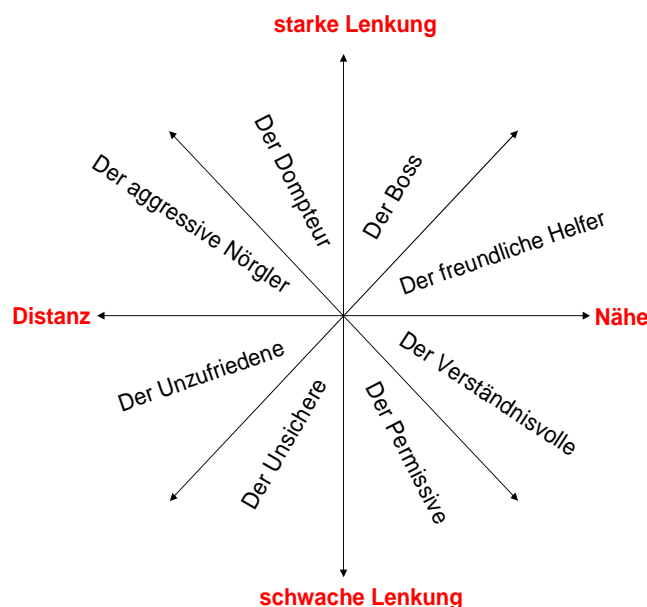 starke Lenkung
Der Dompteur
Der Boss
Der aggressive Nörgler
Der freundliche Helfer
Distanz
Nähe
Der Unzufriedene
Der Verständnisvolle
Der Unsichere
Der Permissive
schwache Lenkung